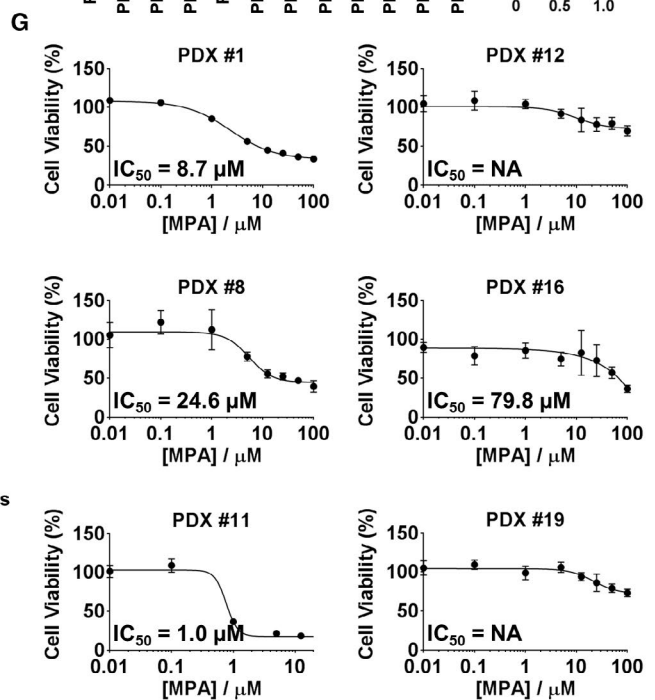 0 0.5 1.0
G
PDX #1
Cell Viability (%)
150
100
50
0
IC50 = 8.7 μM
0.01 0.1 1 10 100
[MPA] / μM
PDX #12
Cell Viability (%)
150
100
50
0
IC50 = NA
0.01 0.1 1 10 100
[MPA] / μM
PDX #8
Cell Viability (%)
150
100
50
0
IC50 = 24.6 μM
0.01 0.1 1 10 100
[MPA] / μM
PDX #16
Cell Viability (%)
150
100
50
0
IC50 = 79.8 μM
0.01 0.1 1 10 100
[MPA] / μM
s
PDX #11
Cell Viability (%)
150
100
50
0
IC50 = 1.0 μM
0.01 0.1 1 10
[MPA] / μM
PDX #19
Cell Viability (%)
150
100
50
0
IC50 = NA
0.01 0.1 1 10 100
[MPA] / μM